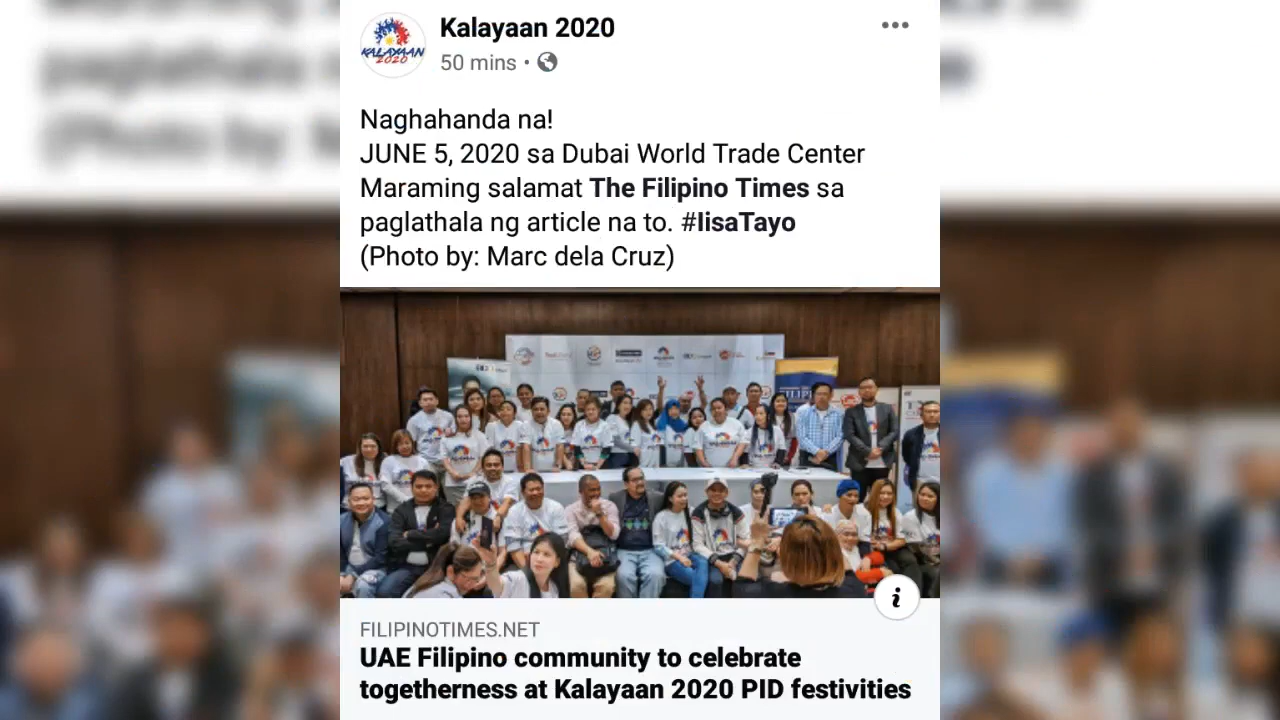 KALAYAAN
2020
Kalayaan 2020
50 mins
Naghahanda na!
JUNE 5, 2020 sa Dubai World Trade Center
Maraming salamat The Filipino Times sa
paglathala ng article na to. #IisaTayo
(Photo by: Marc dela Cruz)
FILIPINOTIMES.NET
UAE Filipino community to celebrate
togetherness at Kalayaan 2020 PID festivities